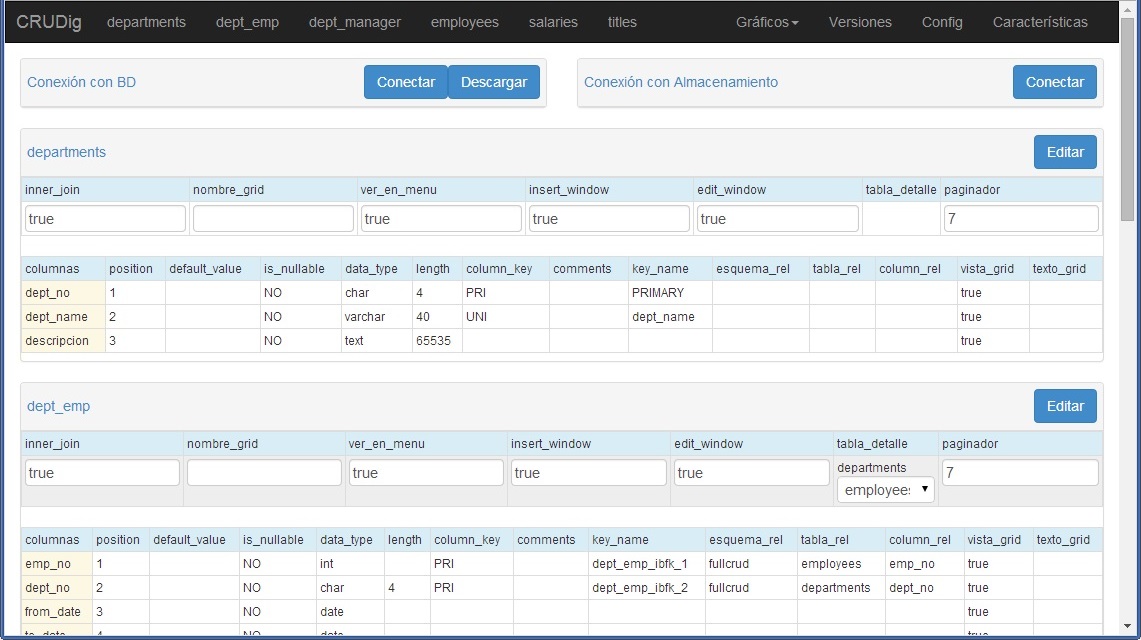 CRUDig departments dept_emp dept_manager employees salaries titles Gráficos Versiones Config Características
Conexión con BD Conectar Descargar Conexión con Almacenamiento Conectar
departments Editar
inner_join nombre_grid ver_en_menu insert_window edit_window tabla_detalle paginador
true true true true 7
columnas position default_value is_nullable data_type length column_key comments key_name esquema_rel tabla_rel column_rel vista_grid texto_grid
dept_no 1 NO char 4 PRI PRIMARY true
dept_name 2 NO varchar 40 UNI dept_name true
descripcion 3 NO text 65535 true
dept_emp Editar
inner_join nombre_grid ver_en_menu insert_window edit_window tabla_detalle paginador
departments
true true true true employees 7
columnas position default_value is_nullable data_type length column_key comments key_name esquema_rel tabla_rel column_rel vista_grid texto_grid
emp_no 1 NO int PRI dept_emp_ibfk_1 fullcrud employees emp_no true
dept_no 2 NO char 4 PRI dept_emp_ibfk_2 fullcrud departments dept_no true
from_date 3 NO date true
to_date 4 NO date true